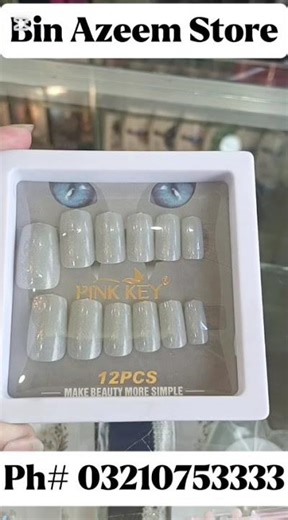 Bin Azeem Store
PINK KEY
12PCS
MAKE BEAUTY MORE SIMPLE
Ph# 03210753333